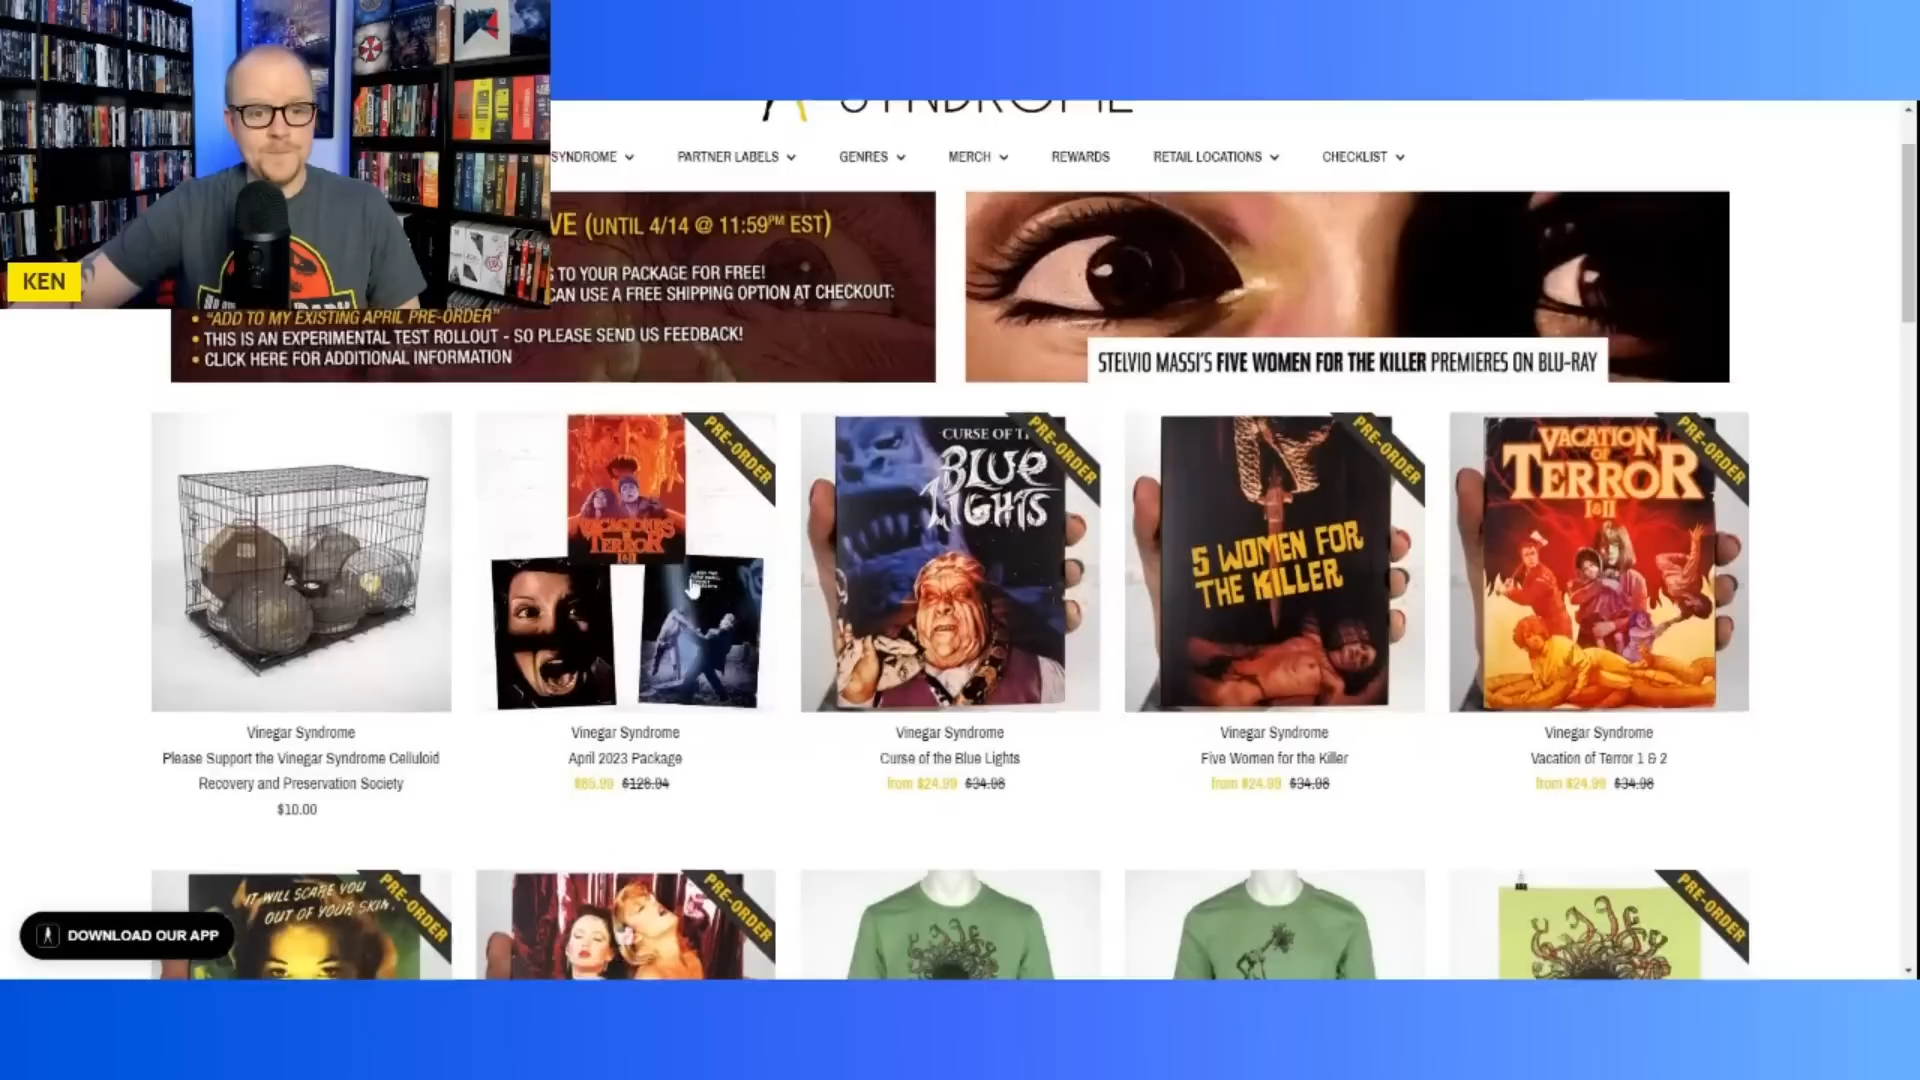 SYNDROME
SYNDROME
PARTNER LABELS
GENRES
MERCH
REWARDS
RETAIL LOCATIONS
CHECKLIST
KEN
VE (UNTIL 4/14 @ 11:59PM EST)
TO YOUR PACKAGE FOR FREE!
CAN USE A FREE SHIPPING OPTION AT CHECKOUT:
• "ADD TO MY EXISTING APRIL PRE-ORDER"
• THIS IS AN EXPERIMENTAL TEST ROLLOUT - SO PLEASE SEND US FEEDBACK!
• CLICK HERE FOR ADDITIONAL INFORMATION
STELVIO MASSI'S FIVE WOMEN FOR THE KILLER PREMIERES ON BLU-RAY
PRE-ORDER
VACATIONS
OF
TERROR
I&II
PRE-ORDER
CURSE OF T
BLUE
LIGHTS
PRE-ORDER
5 WOMEN FOR
THE KILLER
PRE-ORDER
VACATION
OF
TERROR
I&II
Vinegar Syndrome
Please Support the Vinegar Syndrome Celluloid
Recovery and Preservation Society
$10.00
Vinegar Syndrome
April 2023 Package
$85.99 $126.94
Vinegar Syndrome
Curse of the Blue Lights
from $24.99 $34.98
Vinegar Syndrome
Five Women for the Killer
from $24.99 $34.98
Vinegar Syndrome
Vacation of Terror 1 & 2
from $24.99 $34.98
IT WILL SCARE YOU
OUT OF YOUR SKIN.
PRE-ORDER
PRE-ORDER
PRE-ORDER
DOWNLOAD OUR APP